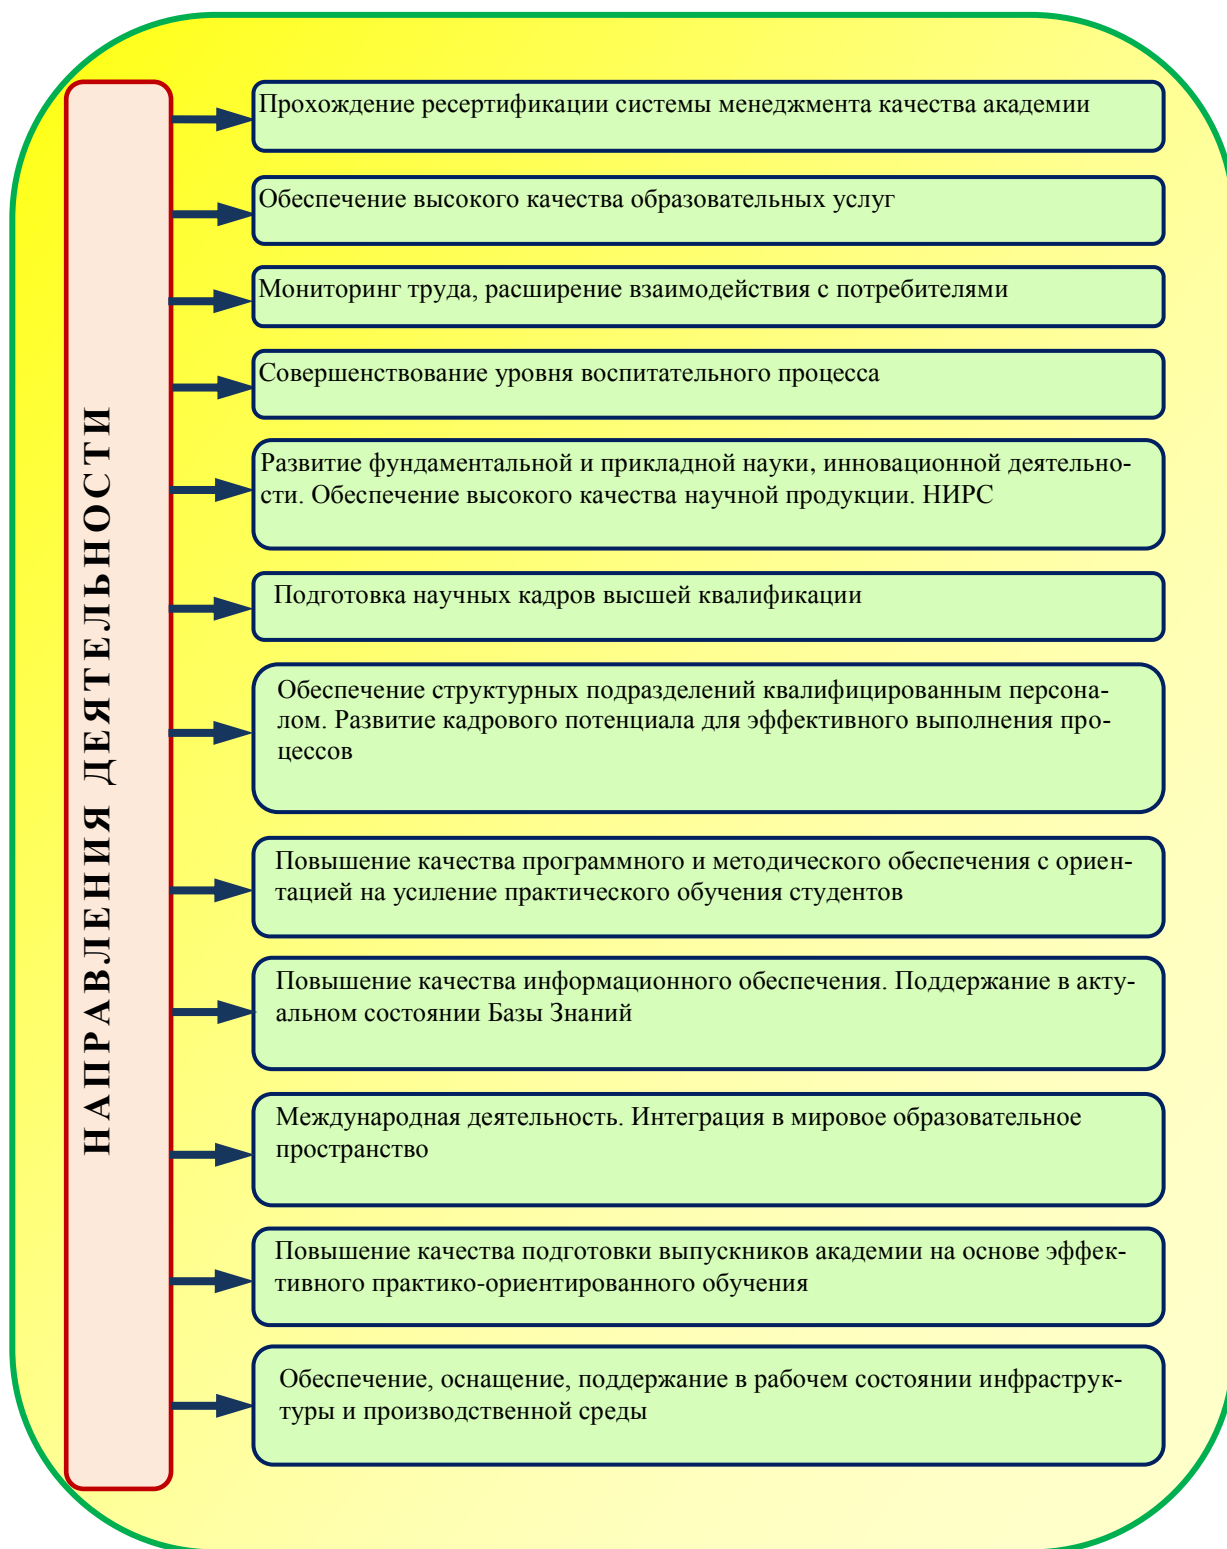 НАПРАВЛЕНИЯ ДЕЯТЕЛЬНОСТИ
Прохождение ресертификации системы менеджмента качества академии
Обеспечение высокого качества образовательных услуг
Мониторинг труда, расширение взаимодействия с потребителями
Совершенствование уровня воспитательного процесса
Развитие фундаментальной и прикладной науки, инновационной деятельно-
сти. Обеспечение высокого качества научной продукции. НИРС
Подготовка научных кадров высшей квалификации
Обеспечение структурных подразделений квалифицированным персона-
лом. Развитие кадрового потенциала для эффективного выполнения про-
цессов
Повышение качества программного и методического обеспечения с ориен-
тацией на усиление практического обучения студентов
Повышение качества информационного обеспечения. Поддержание в акту-
альном состоянии Базы Знаний
Международная деятельность. Интеграция в мировое образовательное
пространство
Повышение качества подготовки выпускников академии на основе эффек-
тивного практико-ориентированного обучения
Обеспечение, оснащение, поддержание в рабочем состоянии инфраструк-
туры и производственной среды